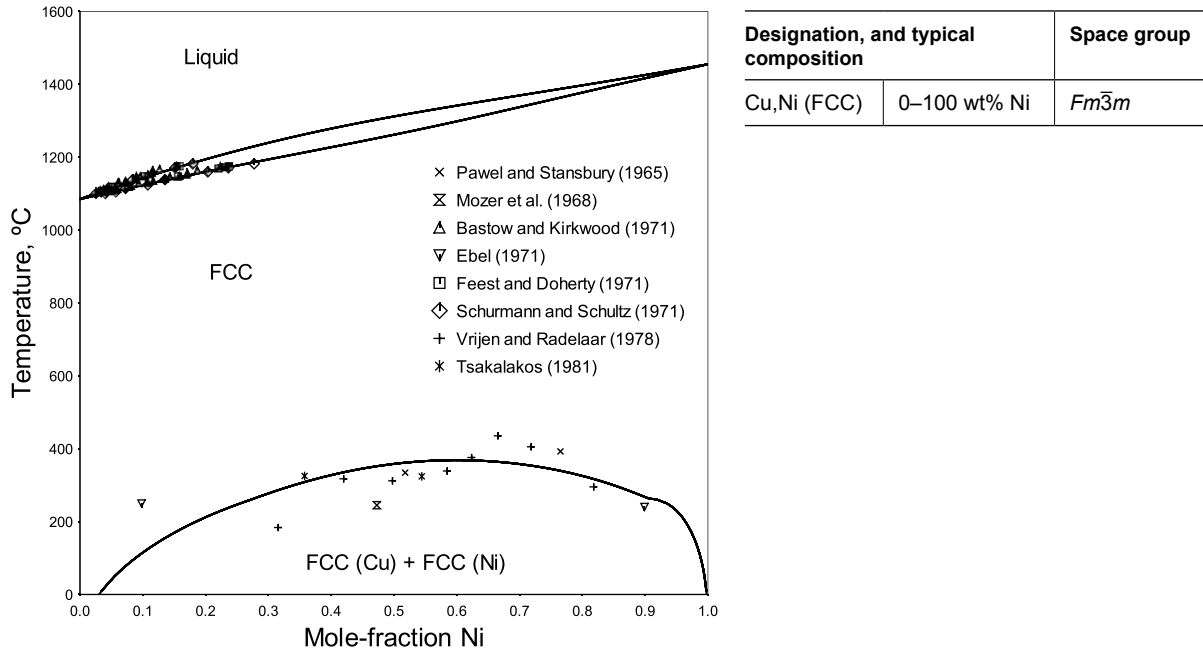 1600
1400
1200
1000
800
600
400
200
0
Temperature, ºC
Liquid
FCC
× Pawel and Stansbury (1965)
Mozer et al. (1968)
Bastow and Kirkwood (1971)
Ebel (1971)
Feest and Doherty (1971)
Schurmann and Schultz (1971)
+ Vrijen and Radelaar (1978)
Tsakalakos (1981)
FCC (Cu) + FCC (Ni)
0.0 0.1 0.2 0.3 0.4 0.5 0.6 0.7 0.8 0.9 1.0
Mole-fraction Ni
Designation, and typical
composition
Space group
Cu,Ni (FCC) 0–100 wt% Ni Fm3̅m